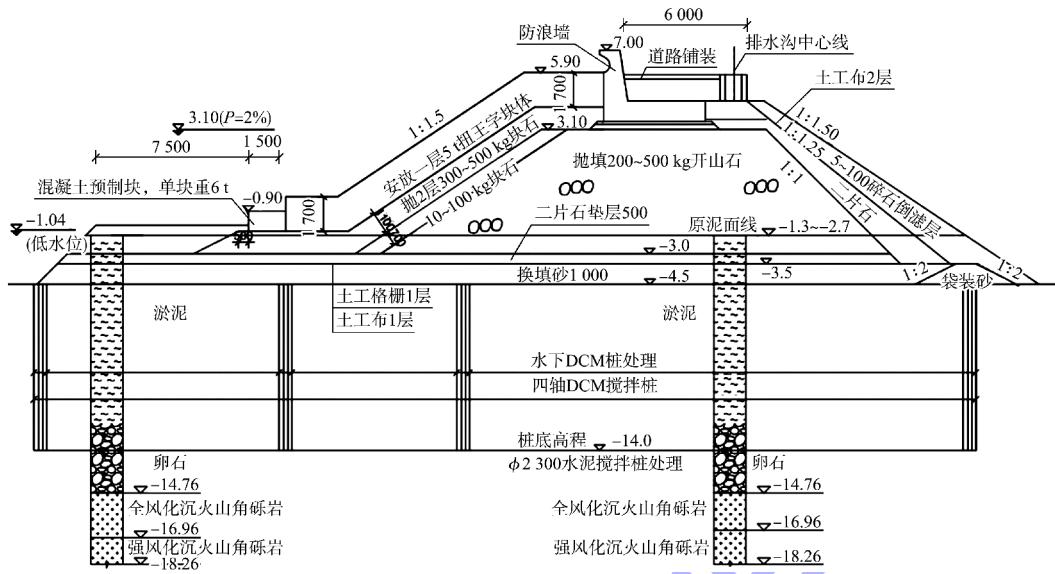 6 000
防浪墙
7.00
排水沟中心线
道路铺装
5.90
土工布2层
1 700
3.10(P=2%)
1:1.5
安放一层5 t扭王字块体
3.10
1:1.50
1:1.25
7 500
1 500
抛2层300~500 kg块石
抛填200~500 kg开山石
1:1
5~100碎石倒滤层
混凝土预制块，单块重6 t
-0.90
10~100 kg块石
二片石
1 700
二片石垫层500
原泥面线
-1.3~-2.7
-1.04
(低水位)
-3.0
-3.5
换填砂1 000
-4.5
1:2
1:2
袋装砂
土工格栅1层
土工布1层
淤泥
淤泥
水下DCM桩处理
四轴DCM搅拌桩
桩底高程
-14.0
卵石
ϕ2 300水泥搅拌桩处理
卵石
-14.76
-14.76
全风化沉火山角砾岩
全风化沉火山角砾岩
-16.96
-16.96
强风化沉火山角砾岩
强风化沉火山角砾岩
-18.26
-18.26